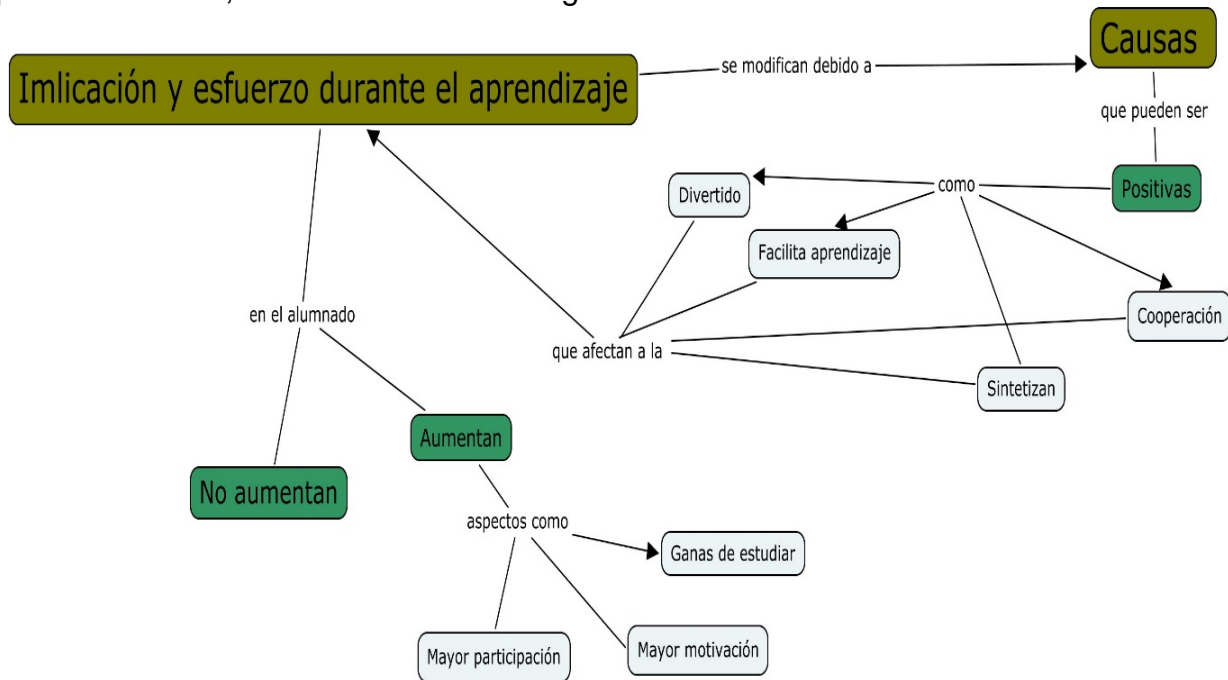 Causas
Imlicación y esfuerzo durante el aprendizaje
se modifican debido a
que pueden ser
Positivas
como
Divertido
Facilita aprendizaje
Cooperación
en el alumnado
que afectan a la
Sintetizan
Aumentan
No aumentan
aspectos como
Ganas de estudiar
Mayor participación
Mayor motivación